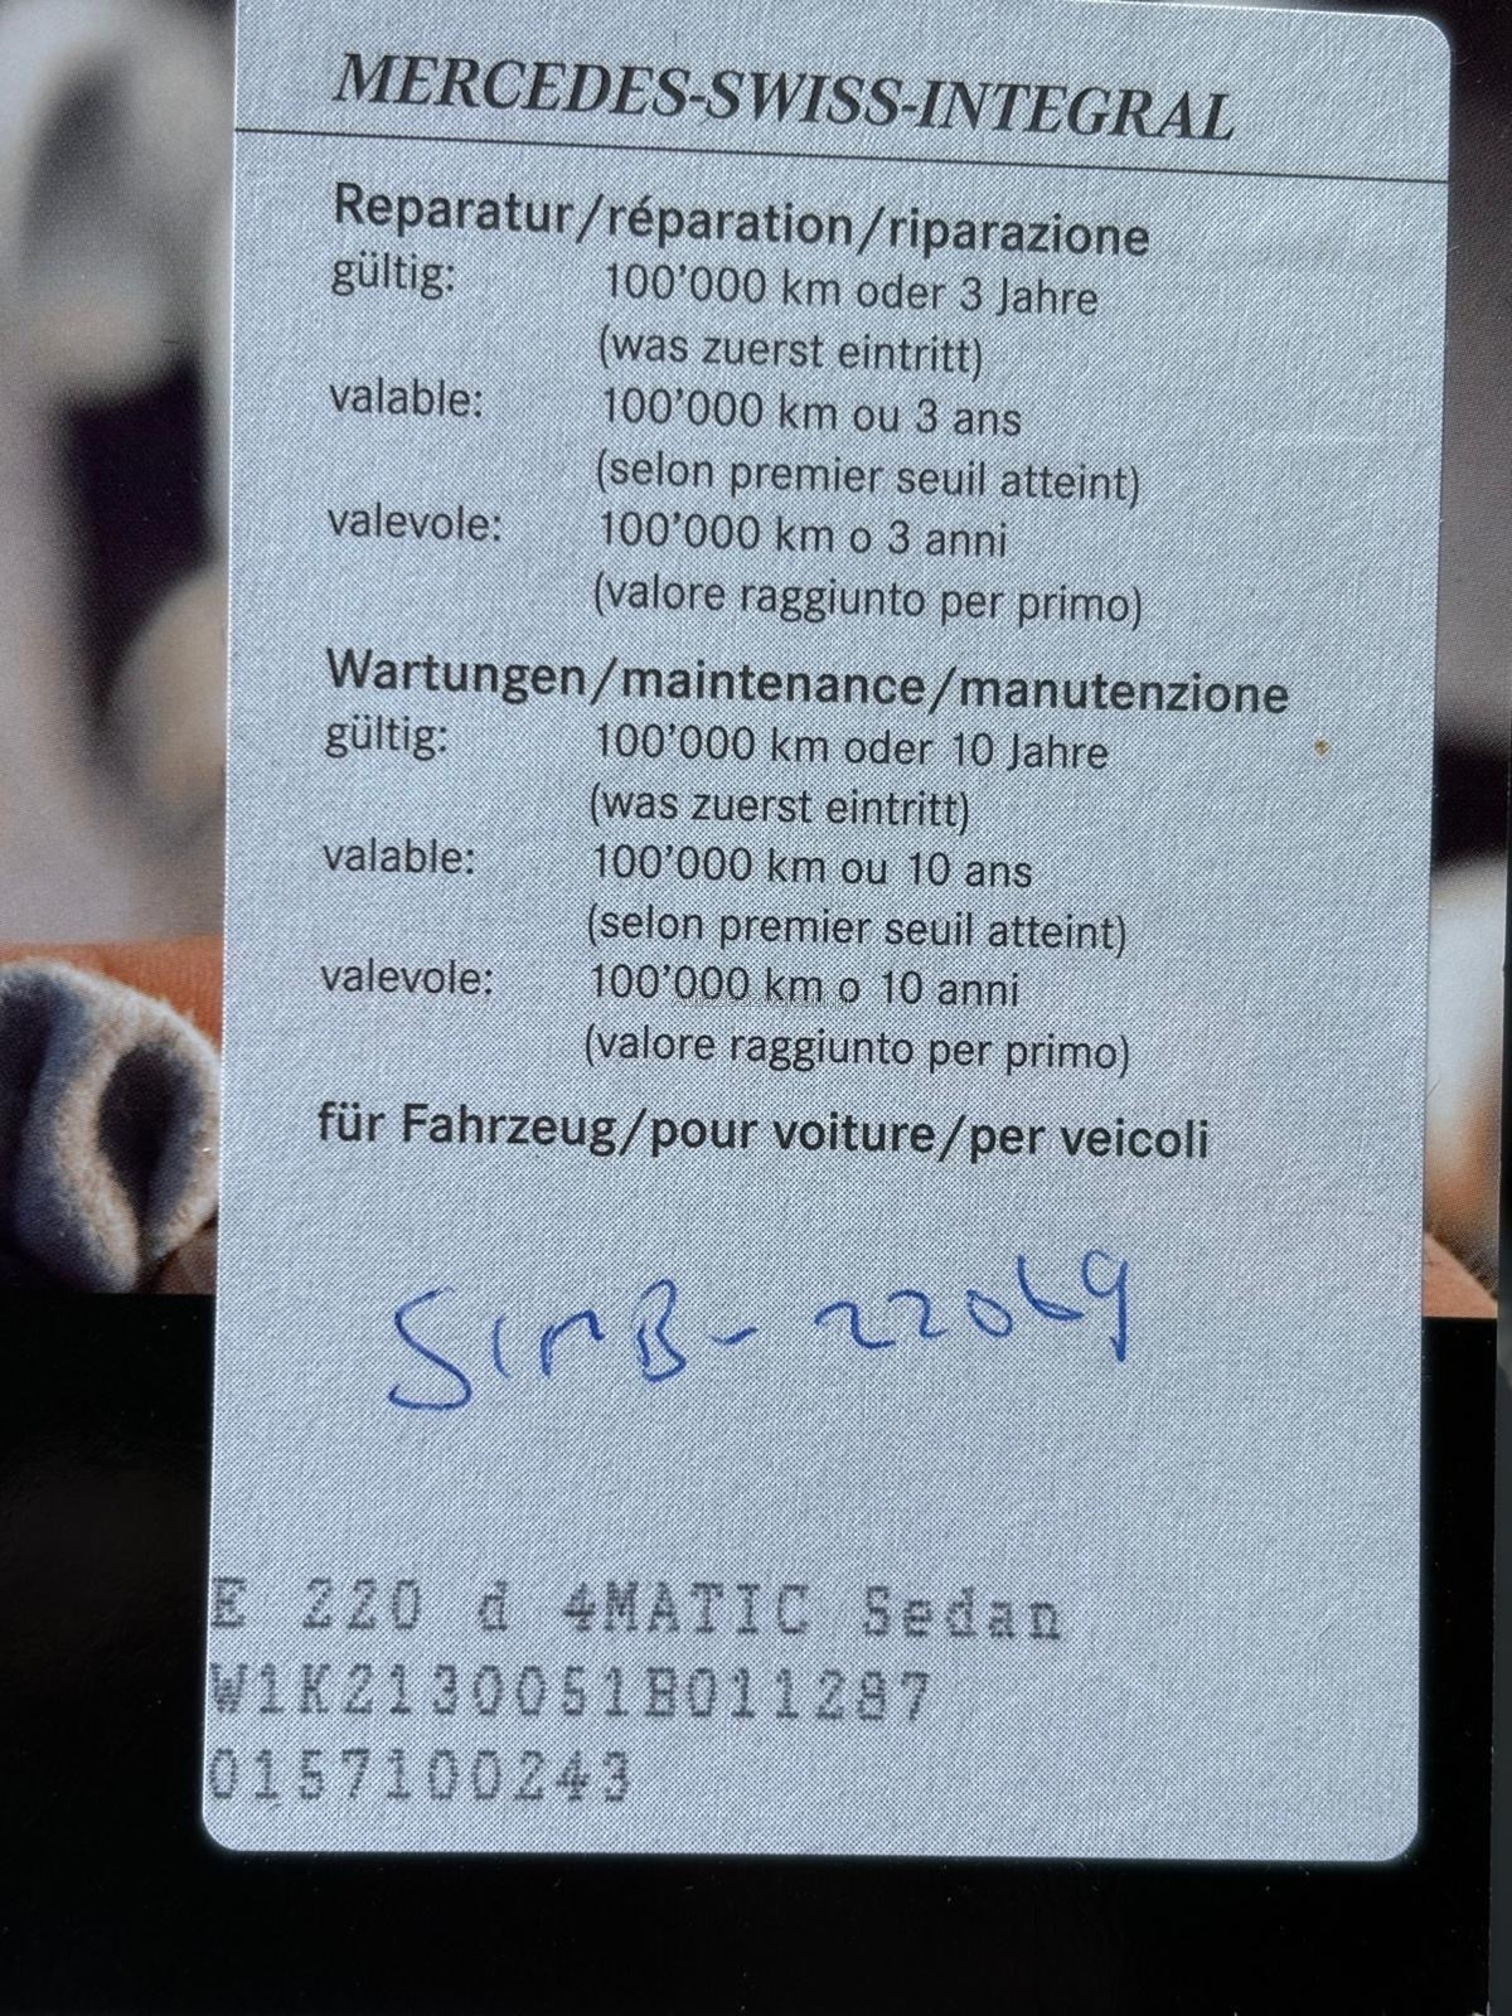 MERCEDES-SWISS-INTEGRAL
Reparatur/réparation/riparazione
gültig: 100'000 km oder 3 Jahre
(was zuerst eintritt)
valable: 100'000 km ou 3 ans
(selon premier seuil atteint)
valevole: 100'000 km o 3 anni
(valore raggiunto per primo)
Wartungen/maintenance/manutenzione
gültig: 100'000 km oder 10 Jahre
(was zuerst eintritt)
valable: 100'000 km ou 10 ans
(selon premier seuil atteint)
valevole: 100'000 km o 10 anni
(valore raggiunto per primo)
für Fahrzeug/pour voiture/per veicoli
SIMB-22069
E 220 d 4MATIC Sedan
W1K2130051B011287
0157100243